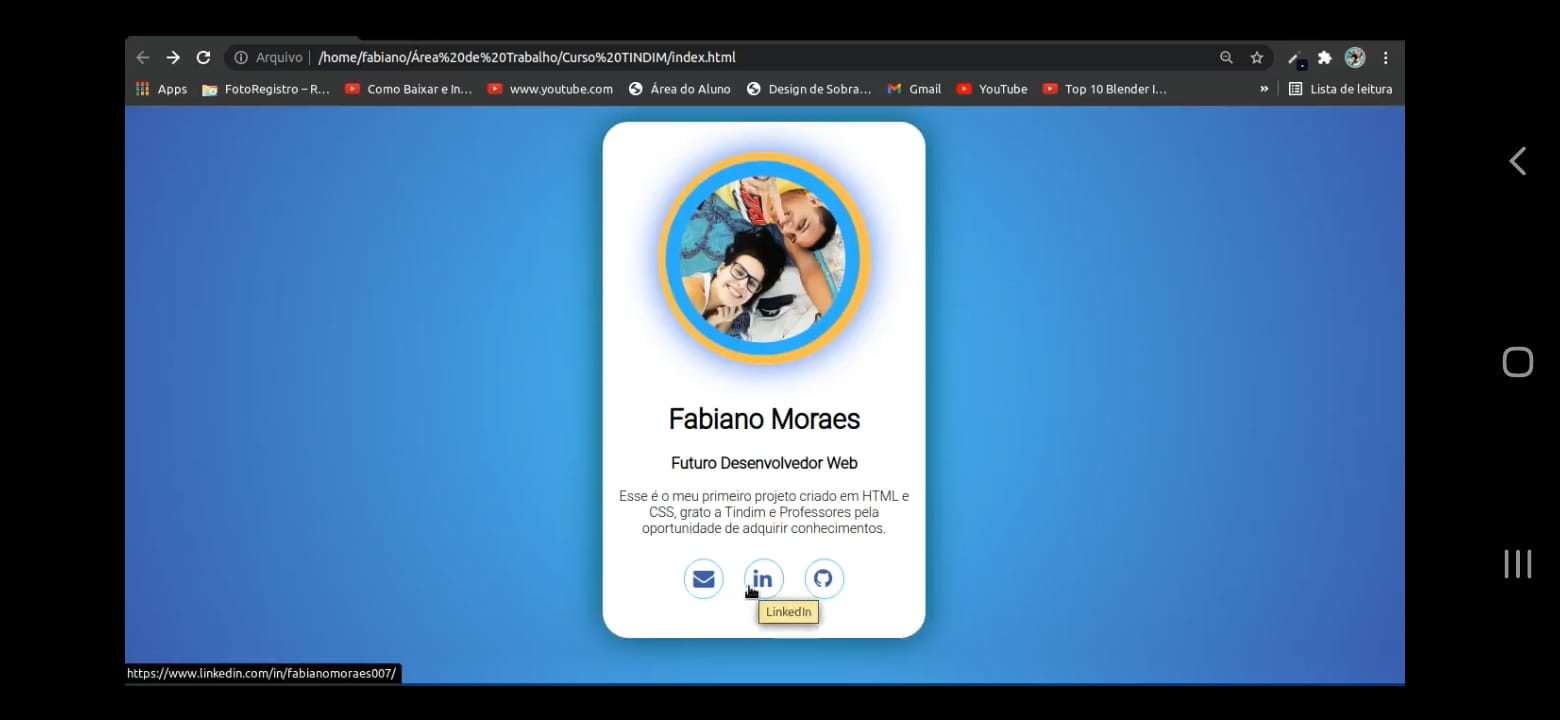 Arquivo /home/fabiano/Área%20de%20Trabalho/Curso%20TINDIM/index.html
Apps FotoRegistro – R... Como Baixar e In... www.youtube.com Área do Aluno Design de Sobra... Gmail YouTube Top 10 Blender I... » Lista de leitura
Fabiano Moraes
Futuro Desenvolvedor Web
Esse é o meu primeiro projeto criado em HTML e
CSS, grato a Tindim e Professores pela
oportunidade de adquirir conhecimentos.
in
LinkedIn
https://www.linkedin.com/in/fabianomoraes007/